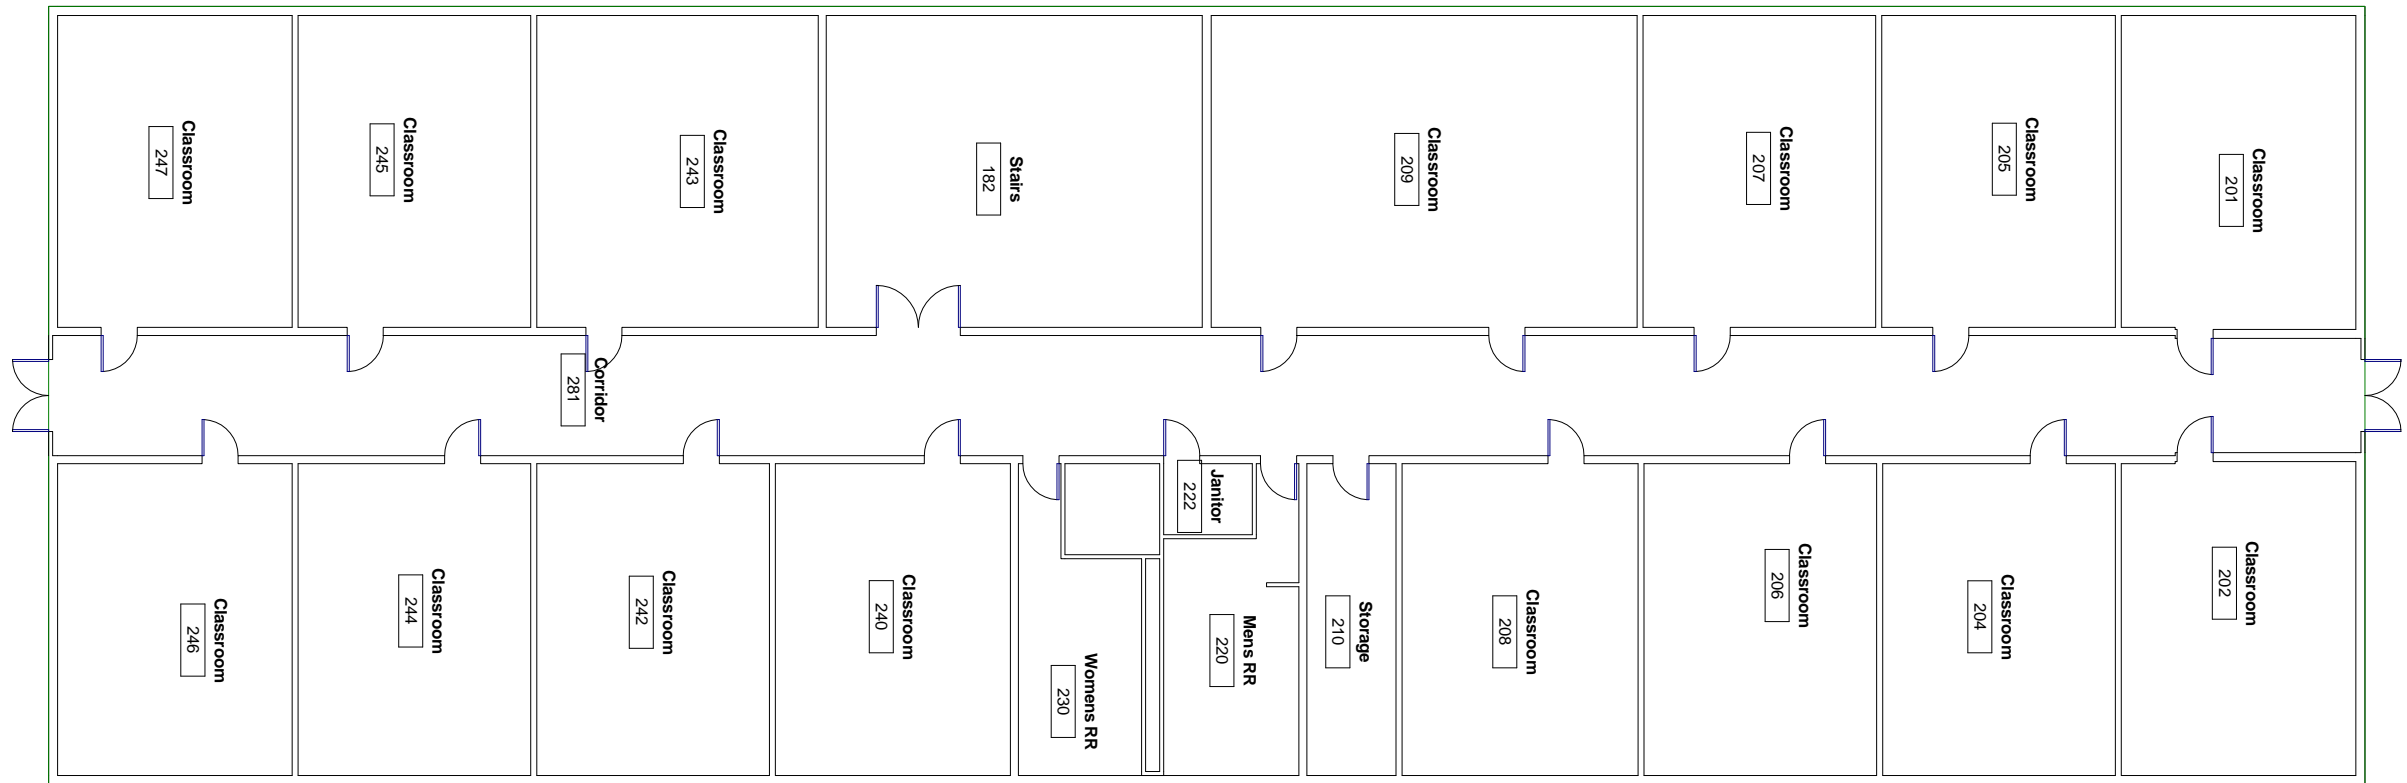 Classroom
247
Classroom
245
Classroom
243
Stairs
182
Classroom
209
Classroom
207
Classroom
205
Classroom
201
Corridor
281
Classroom
246
Classroom
244
Classroom
242
Classroom
240
Womens RR
230
Janitor
222
Mens RR
220
Storage
210
Classroom
208
Classroom
206
Classroom
204
Classroom
202